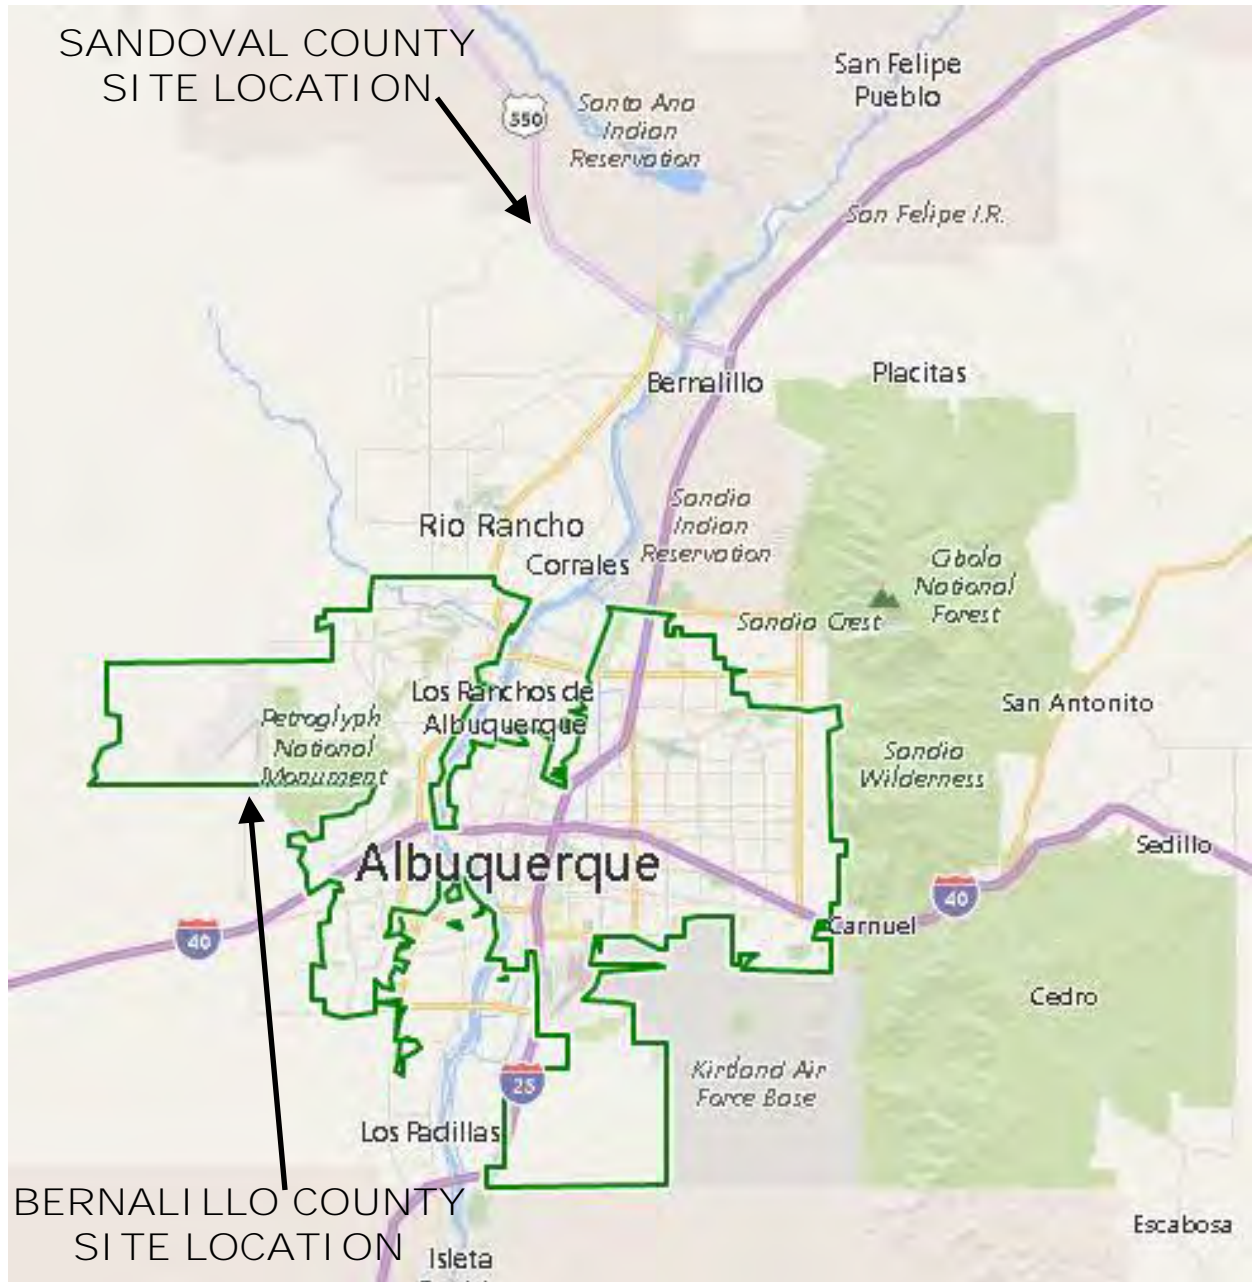 SANDOVAL COUNTY
SITE LOCATION
San Felipe
Pueblo
550
Santa Ana
Indian
Reservation
San Felipe I.R.
Bernalillo
Placitas
Sandia
Indian
Reservation
Rio Rancho
Corrales
Cibola
National
Forest
Sandia Crest
Los Ranchos de
Albuquerque
San Antonito
Petroglyph
National
Monument
Sandia
Wilderness
Albuquerque
Sedillo
40
40
Carnuel
Cedro
Kirtland Air
Force Base
25
Los Padillas
BERNALILLO COUNTY
SITE LOCATION
Escabosa
Isleta